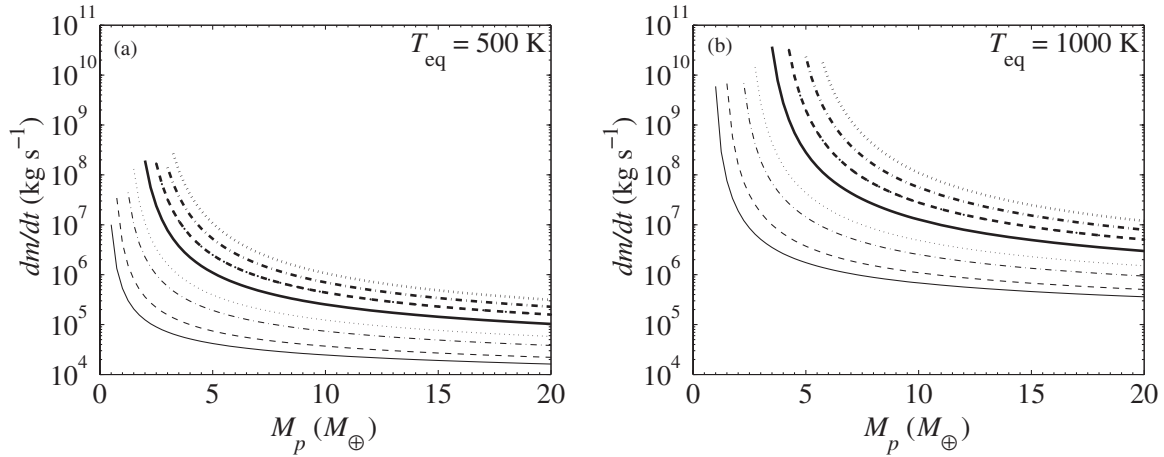 (a)
T_eq = 500 K
10^11
10^10
10^9
10^8
10^7
10^6
10^5
10^4
dm/dt (kg s^−1)
0 5 10 15 20
M_p (M_⊕)
(b)
T_eq = 1000 K
10^11
10^10
10^9
10^8
10^7
10^6
10^5
10^4
dm/dt (kg s^−1)
0 5 10 15 20
M_p (M_⊕)